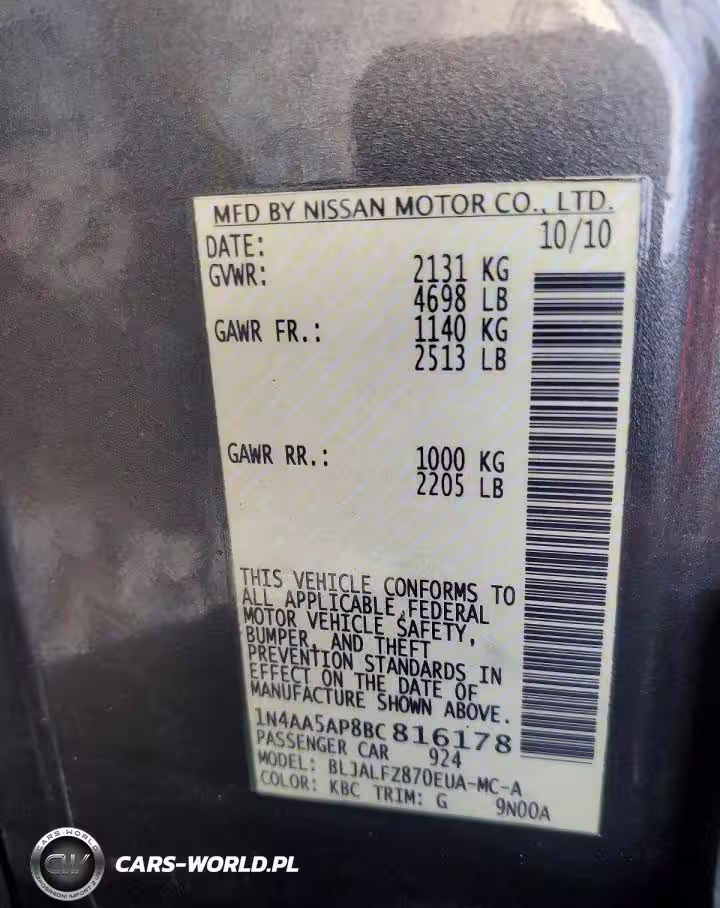 MFD BY NISSAN MOTOR CO., LTD.
DATE: 10/10
GVWR: 2131 KG
4698 LB
GAWR FR.: 1140 KG
2513 LB
GAWR RR.: 1000 KG
2205 LB
THIS VEHICLE CONFORMS TO
ALL APPLICABLE FEDERAL
MOTOR VEHICLE SAFETY,
BUMPER, AND THEFT
PREVENTION STANDARDS IN
EFFECT ON THE DATE OF
MANUFACTURE SHOWN ABOVE.
1N4AA5AP8BC816178
PASSENGER CAR 924
MODEL: BLJALFZ870EUA-MC-A
COLOR: KBC TRIM: G 9N00A
CARS-WORLD
CW
CARS-WORLD.PL